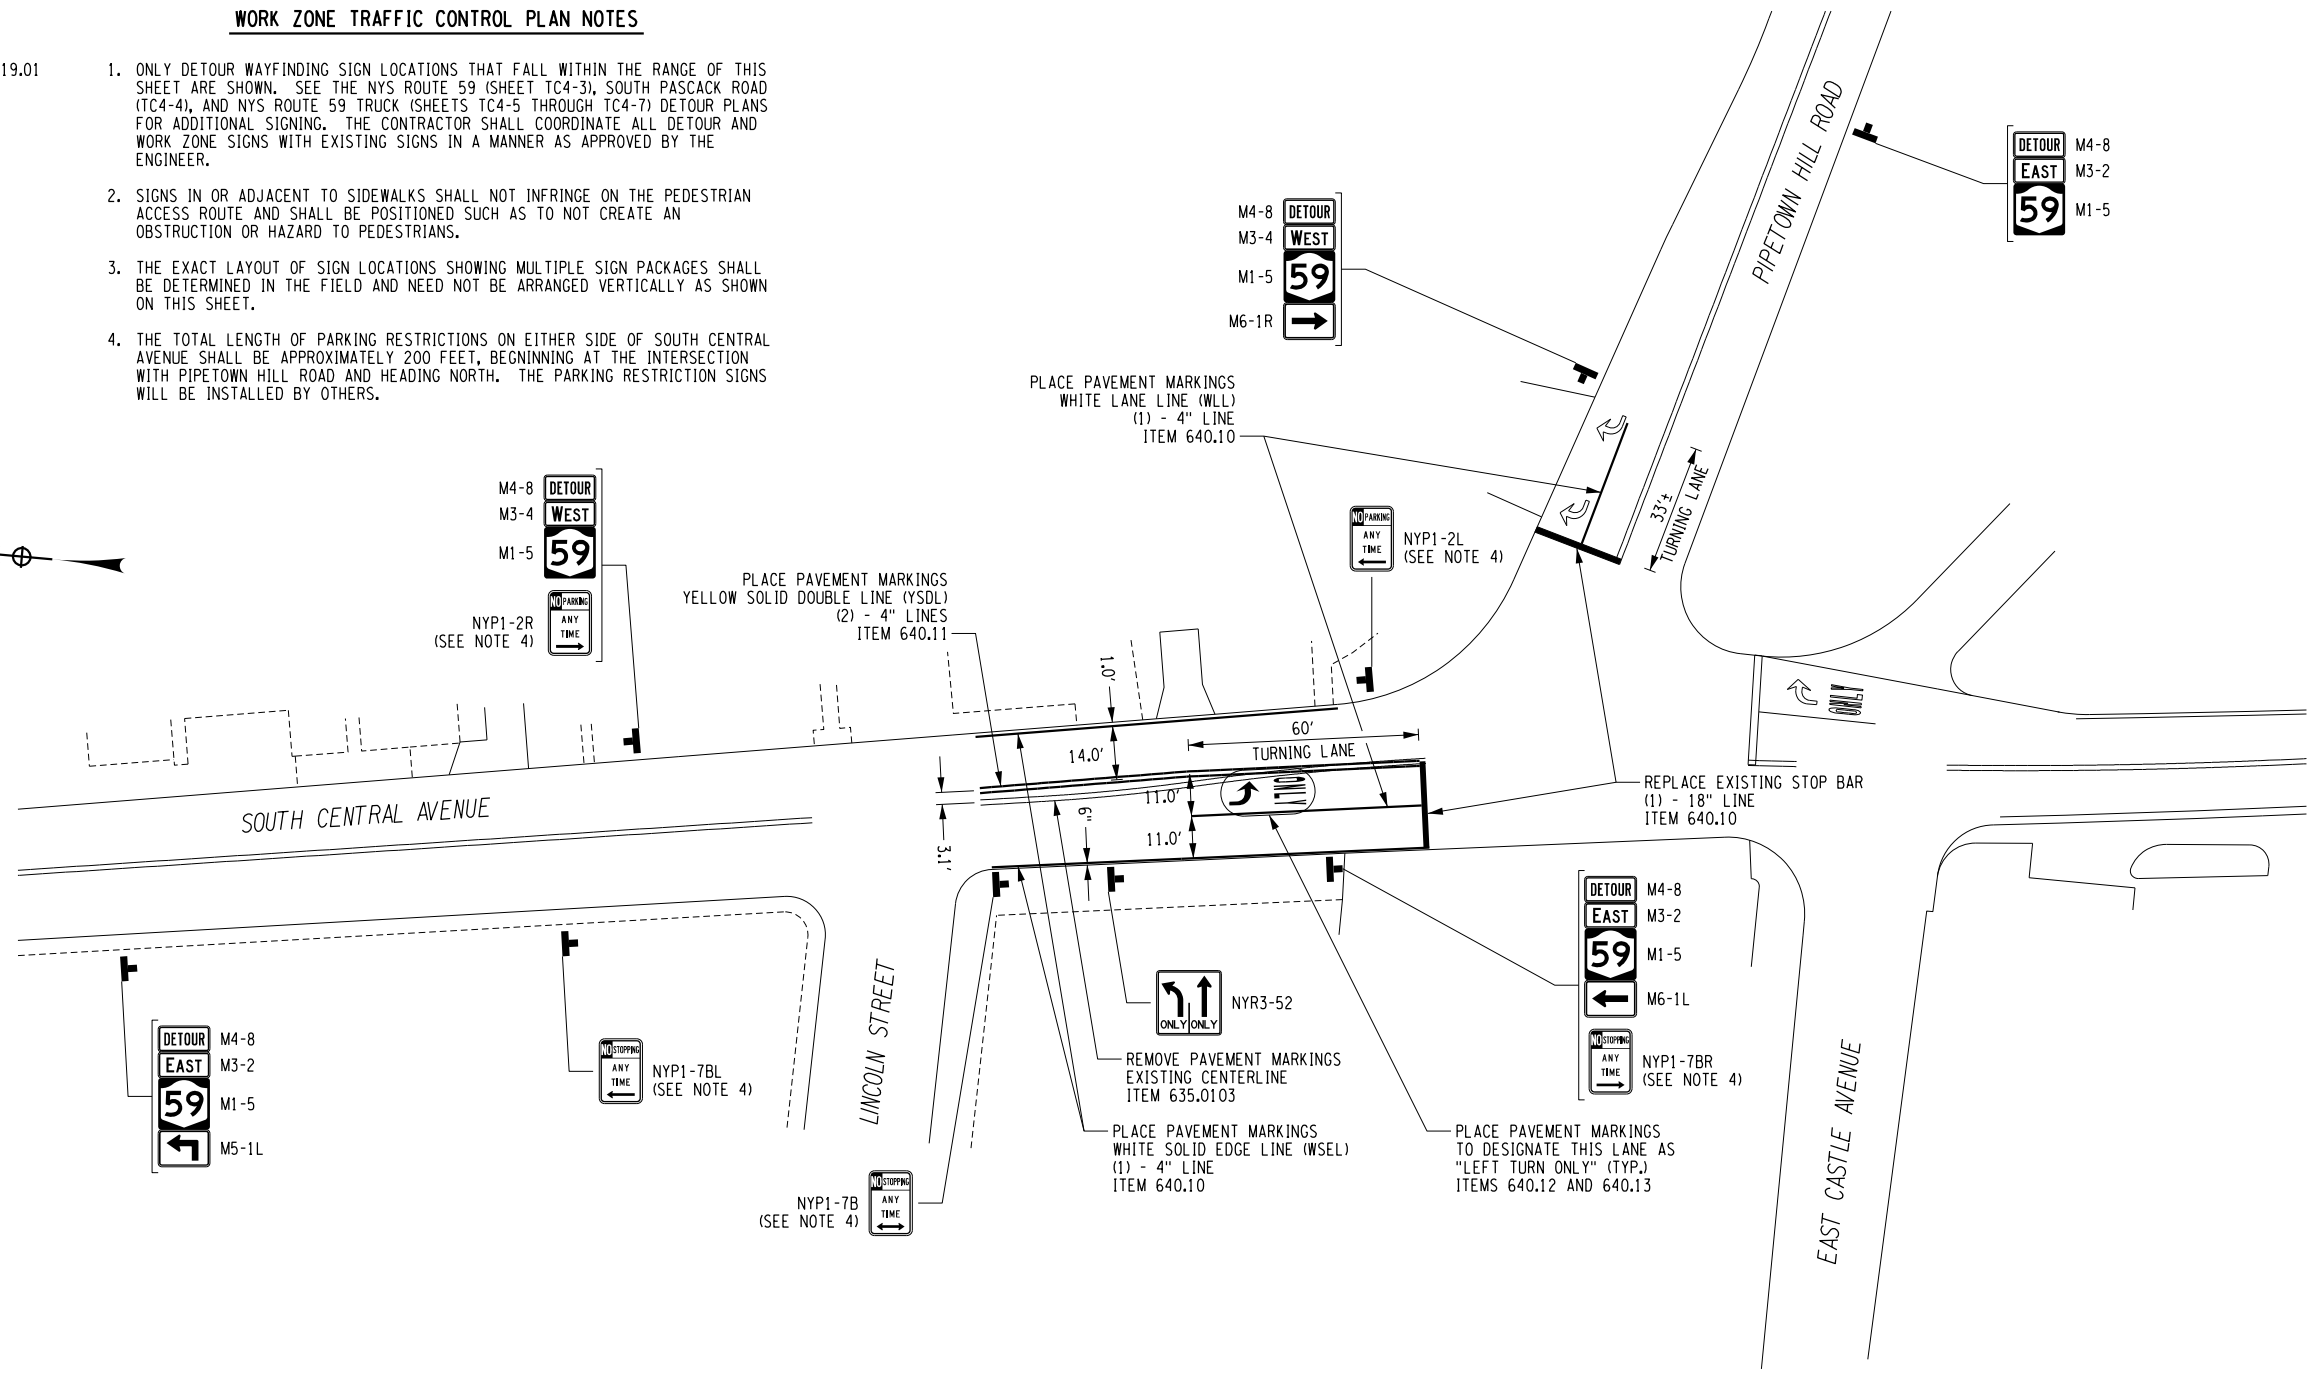 WORK ZONE TRAFFIC CONTROL PLAN NOTES
19.01
1. ONLY DETOUR WAYFINDING SIGN LOCATIONS THAT FALL WITHIN THE RANGE OF THIS
SHEET ARE SHOWN. SEE THE NYS ROUTE 59 (SHEET TC4-3), SOUTH PASCACK ROAD
(TC4-4), AND NYS ROUTE 59 TRUCK (SHEETS TC4-5 THROUGH TC4-7) DETOUR PLANS
FOR ADDITIONAL SIGNING. THE CONTRACTOR SHALL COORDINATE ALL DETOUR AND
WORK ZONE SIGNS WITH EXISTING SIGNS IN A MANNER AS APPROVED BY THE
ENGINEER.
2. SIGNS IN OR ADJACENT TO SIDEWALKS SHALL NOT INFRINGE ON THE PEDESTRIAN
ACCESS ROUTE AND SHALL BE POSITIONED SUCH AS TO NOT CREATE AN
OBSTRUCTION OR HAZARD TO PEDESTRIANS.
3. THE EXACT LAYOUT OF SIGN LOCATIONS SHOWING MULTIPLE SIGN PACKAGES SHALL
BE DETERMINED IN THE FIELD AND NEED NOT BE ARRANGED VERTICALLY AS SHOWN
ON THIS SHEET.
4. THE TOTAL LENGTH OF PARKING RESTRICTIONS ON EITHER SIDE OF SOUTH CENTRAL
AVENUE SHALL BE APPROXIMATELY 200 FEET, BEGNINNING AT THE INTERSECTION
WITH PIPETOWN HILL ROAD AND HEADING NORTH. THE PARKING RESTRICTION SIGNS
WILL BE INSTALLED BY OTHERS.
PIPETOWN HILL ROAD
DETOUR M4-8
EAST M3-2
59 M1-5
M4-8 DETOUR
M3-4 WEST
M1-5 59
M6-1R
PLACE PAVEMENT MARKINGS
WHITE LANE LINE (WLL)
(1) - 4" LINE
ITEM 640.10
33'±
TURNING LANE
M4-8 DETOUR
M3-4 WEST
M1-5 59
NYP1-2R
(SEE NOTE 4)
NO PARKING
ANY
TIME
NO PARKING
ANY
TIME
NYP1-2L
(SEE NOTE 4)
PLACE PAVEMENT MARKINGS
YELLOW SOLID DOUBLE LINE (YSDL)
(2) - 4" LINES
ITEM 640.11
1.0'
14.0'
60'
TURNING LANE
11.0'
11.0'
6"
3.1'
ONLY
ONLY
SOUTH CENTRAL AVENUE
REPLACE EXISTING STOP BAR
(1) - 18" LINE
ITEM 640.10
DETOUR M4-8
EAST M3-2
59 M1-5
M6-1L
NO STOPPING
ANY
TIME
NYP1-7BR
(SEE NOTE 4)
LINCOLN STREET
ONLY ONLY
NYR3-52
REMOVE PAVEMENT MARKINGS
EXISTING CENTERLINE
ITEM 635.0103
PLACE PAVEMENT MARKINGS
WHITE SOLID EDGE LINE (WSEL)
(1) - 4" LINE
ITEM 640.10
PLACE PAVEMENT MARKINGS
TO DESIGNATE THIS LANE AS
"LEFT TURN ONLY" (TYP.)
ITEMS 640.12 AND 640.13
DETOUR M4-8
EAST M3-2
59 M1-5
M5-1L
NO STOPPING
ANY
TIME
NYP1-7BL
(SEE NOTE 4)
NYP1-7B
(SEE NOTE 4)
NO STOPPING
ANY
TIME
EAST CASTLE AVENUE